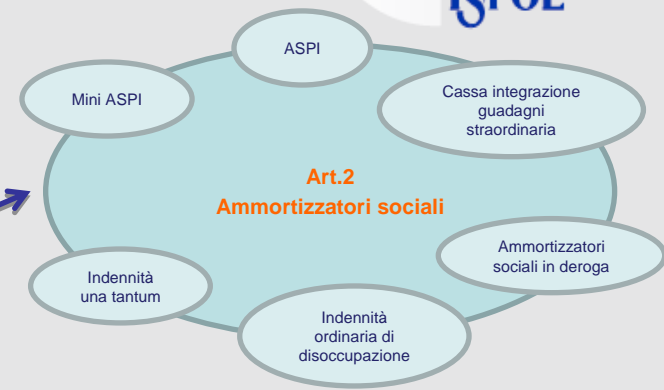 ISFOL
ASPI
Mini ASPI
Cassa integrazione
guadagni
straordinaria
Art.2
Ammortizzatori sociali
Ammortizzatori
sociali in deroga
Indennità
una tantum
Indennità
ordinaria di
disoccupazione